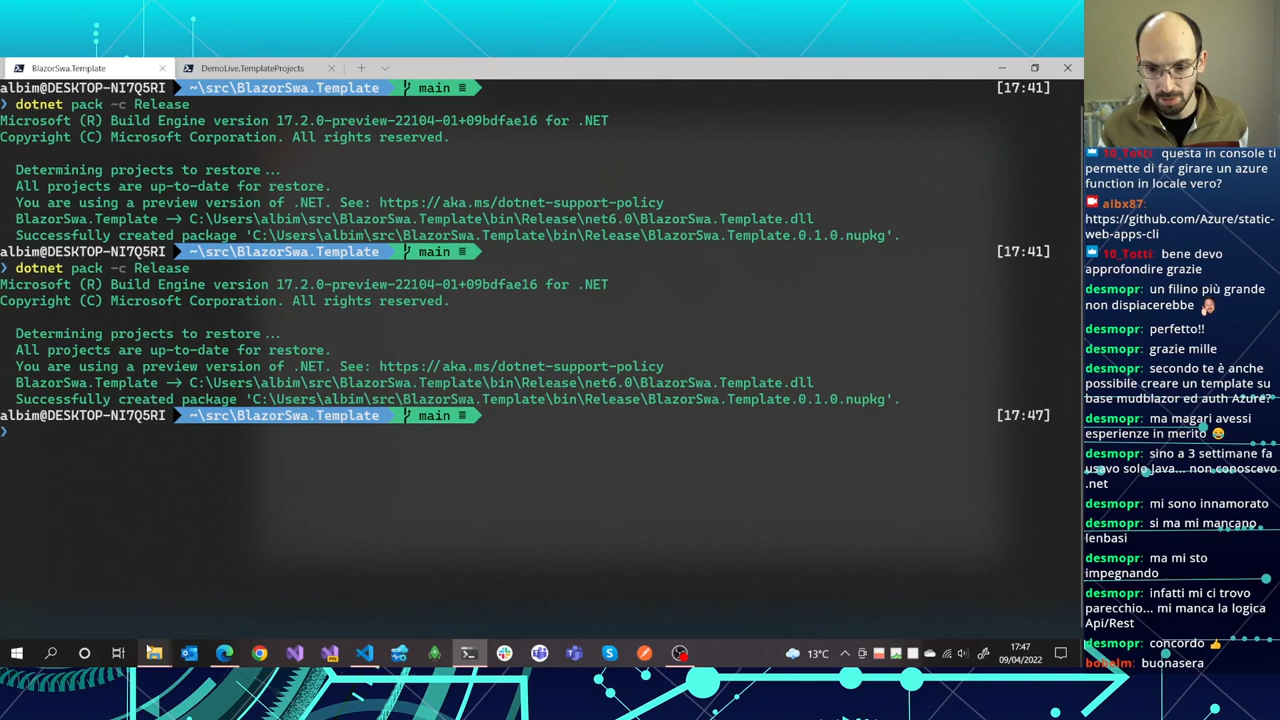 BlazorSwa.Template
DemoLive.TemplateProjects
albim@DESKTOP-NI7Q5RI ~\src\BlazorSwa.Template main ≡ [17:41]
❯ dotnet pack -c Release
Microsoft (R) Build Engine version 17.2.0-preview-22104-01+09bdfae16 for .NET
Copyright (C) Microsoft Corporation. All rights reserved.
Determining projects to restore...
All projects are up-to-date for restore.
You are using a preview version of .NET. See: https://aka.ms/dotnet-support-policy
BlazorSwa.Template -> C:\Users\albim\src\BlazorSwa.Template\bin\Release\net6.0\BlazorSwa.Template.dll
Successfully created package 'C:\Users\albim\src\BlazorSwa.Template\bin\Release\BlazorSwa.Template.0.1.0.nupkg'.
albim@DESKTOP-NI7Q5RI ~\src\BlazorSwa.Template main ≡ [17:41]
❯ dotnet pack -c Release
Microsoft (R) Build Engine version 17.2.0-preview-22104-01+09bdfae16 for .NET
Copyright (C) Microsoft Corporation. All rights reserved.
Determining projects to restore...
All projects are up-to-date for restore.
You are using a preview version of .NET. See: https://aka.ms/dotnet-support-policy
BlazorSwa.Template -> C:\Users\albim\src\BlazorSwa.Template\bin\Release\net6.0\BlazorSwa.Template.dll
Successfully created package 'C:\Users\albim\src\BlazorSwa.Template\bin\Release\BlazorSwa.Template.0.1.0.nupkg'.
albim@DESKTOP-NI7Q5RI ~\src\BlazorSwa.Template main ≡ [17:47]
❯
13°C
17:47
09/04/2022
10_Totti: questa in console ti
permette di far girare un azure
function in locale vero?
albx87:
https://github.com/Azure/static-
web-apps-cli
10_Totti: bene devo
approfondire grazie
desmopr: un filino più grande
non dispiacerebbe
desmopr: perfetto!!
desmopr: grazie mille
desmopr: secondo te è anche
possibile creare un template su
base mudblazor ed auth Azure?
desmopr: ma magari avessi
esperienze in merito 😅
desmopr: sino a 3 settimane fa
usavo solo Java... non conoscevo
.net
desmopr: mi sono innamorato
desmopr: si ma mi mancano
lenbasi
desmopr: ma mi sto
impegnando
desmopr: infatti mi ci trovo
parecchio... mi manca la logica
Api/Rest
desmopr: concordo 👍
bobelm: buonasera